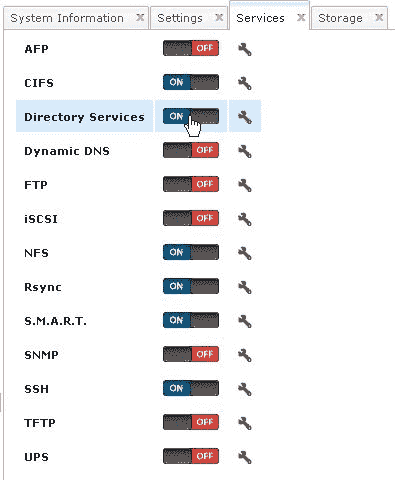 System Information Settings Services Storage
AFP OFF
CIFS ON
Directory Services ON
Dynamic DNS OFF
FTP OFF
iSCSI OFF
NFS ON
Rsync ON
S.M.A.R.T. ON
SNMP OFF
SSH ON
TFTP OFF
UPS OFF